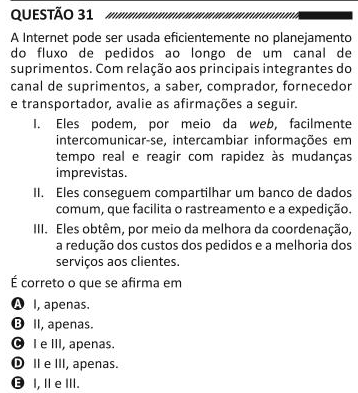 QUESTÃO 31
A Internet pode ser usada eficientemente no planejamento
do fluxo de pedidos ao longo de um canal de
suprimentos. Com relação aos principais integrantes do
canal de suprimentos, a saber, comprador, fornecedor
e transportador, avalie as afirmações a seguir.
I. Eles podem, por meio da web, facilmente
intercomunicar-se, intercambiar informações em
tempo real e reagir com rapidez às mudanças
imprevistas.
II. Eles conseguem compartilhar um banco de dados
comum, que facilita o rastreamento e a expedição.
III. Eles obtêm, por meio da melhora da coordenação,
a redução dos custos dos pedidos e a melhoria dos
serviços aos clientes.
É correto o que se afirma em
A I, apenas.
B II, apenas.
C I e III, apenas.
D II e III, apenas.
E I, II e III.